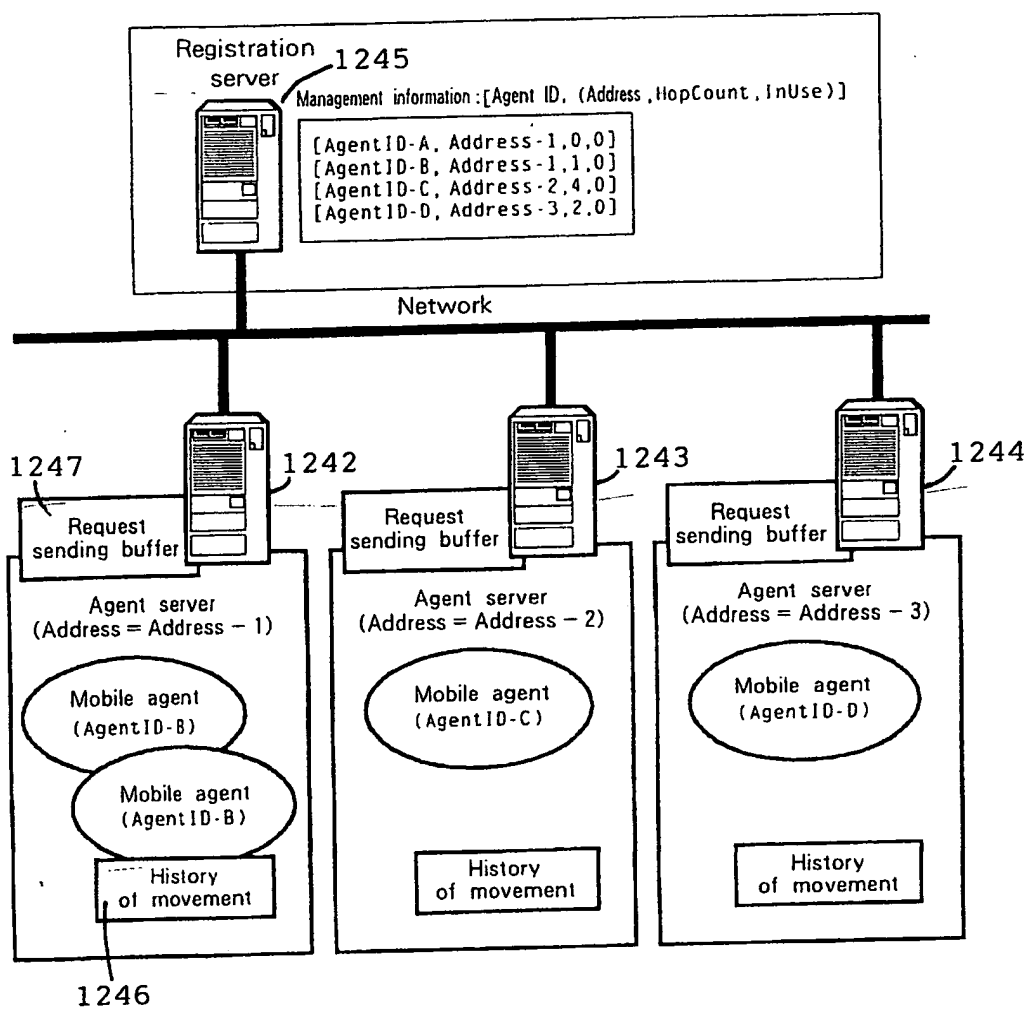 Registration
server
1245
Management information:[Agent ID, (Address,HopCount,InUse)]
[AgentID-A, Address-1,0,0]
[AgentID-B, Address-1,1,0]
[AgentID-C, Address-2,4,0]
[AgentID-D, Address-3,2,0]
Network
1247
1242
1243
1244
Request
sending buffer
Request
sending buffer
Request
sending buffer
Agent server
(Address = Address - 1)
Agent server
(Address = Address - 2)
Agent server
(Address = Address - 3)
Mobile agent
(AgentID-B)
Mobile agent
(AgentID-C)
Mobile agent
(AgentID-D)
Mobile agent
(AgentID-B)
History
of movement
History
of movement
History
of movement
1246